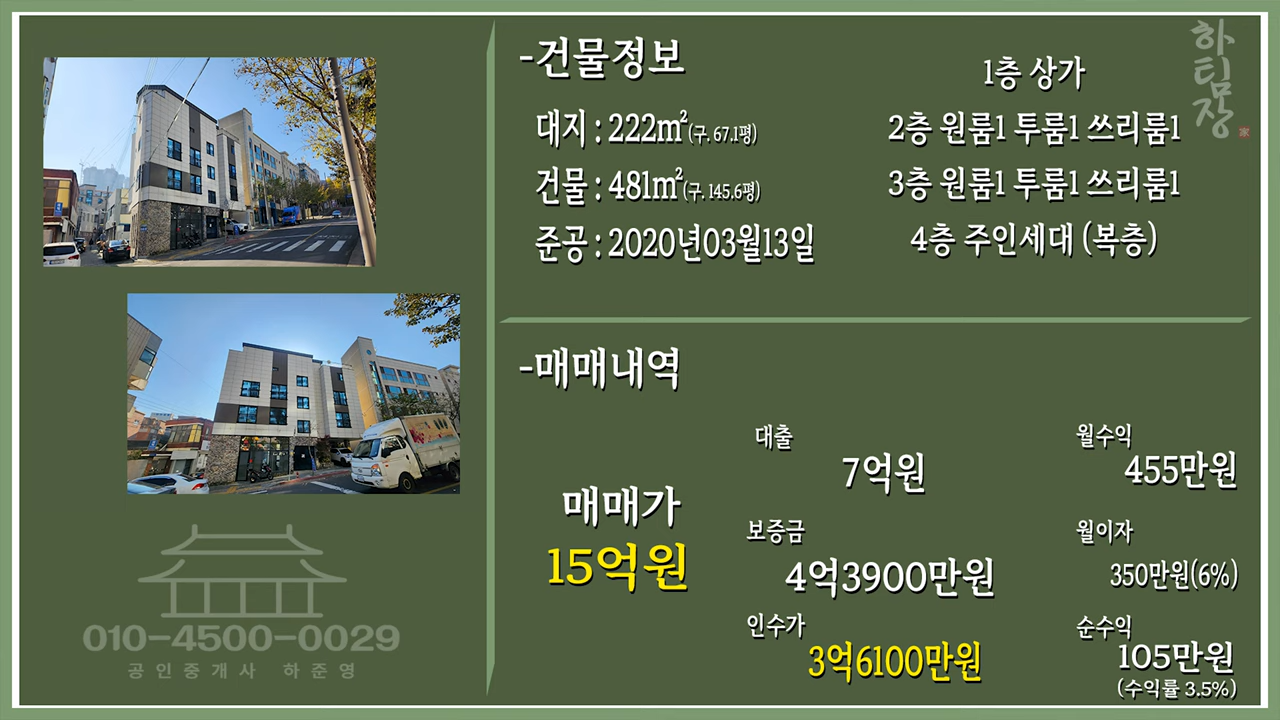 -건물정보
대지 : 222㎡(구. 67.1평)
건물 : 481㎡(구. 145.6평)
준공 : 2020년03월13일
1층 상가
2층 원룸1 투룸1 쓰리룸1
3층 원룸1 투룸1 쓰리룸1
4층 주인세대 (복층)
하팀장
家
-매매내역
매매가
15억원
대출
7억원
보증금
4억3900만원
인수가
3억6100만원
월수익
455만원
월이자
350만원(6%)
순수익
105만원
(수익률 3.5%)
010-4500-0029
공인중개사 하준영